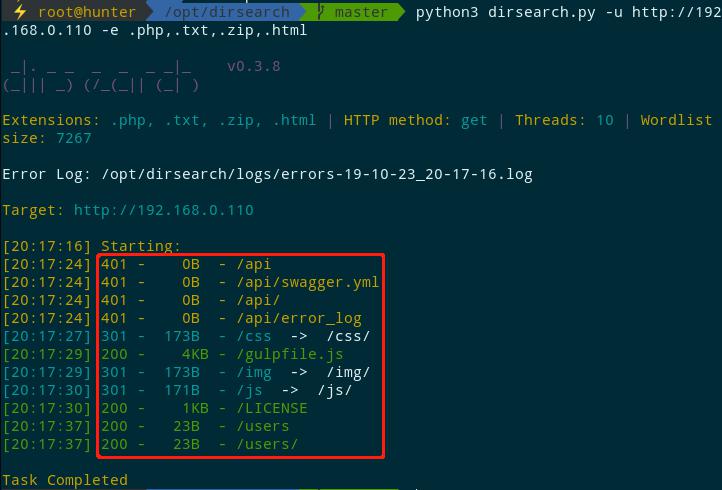 ⚡ root@hunter /opt/dirsearch master python3 dirsearch.py -u http://192
.168.0.110 -e .php,.txt,.zip,.html
_|. _ _  _  _  _ _|_    v0.3.8
(_||| _) (/_(_|| (_| )
Extensions: .php, .txt, .zip, .html | HTTP method: get | Threads: 10 | Wordlist
size: 7267
Error Log: /opt/dirsearch/logs/errors-19-10-23_20-17-16.log
Target: http://192.168.0.110
[20:17:16] Starting:
[20:17:24] 401 -    0B  - /api
[20:17:24] 401 -    0B  - /api/swagger.yml
[20:17:24] 401 -    0B  - /api/
[20:17:24] 401 -    0B  - /api/error_log
[20:17:27] 301 -  173B  - /css  ->  /css/
[20:17:29] 200 -    4KB - /gulpfile.js
[20:17:29] 301 -  173B  - /img  ->  /img/
[20:17:30] 301 -  171B  - /js  ->  /js/
[20:17:30] 200 -    1KB - /LICENSE
[20:17:37] 200 -   23B  - /users
[20:17:37] 200 -   23B  - /users/
Task Completed